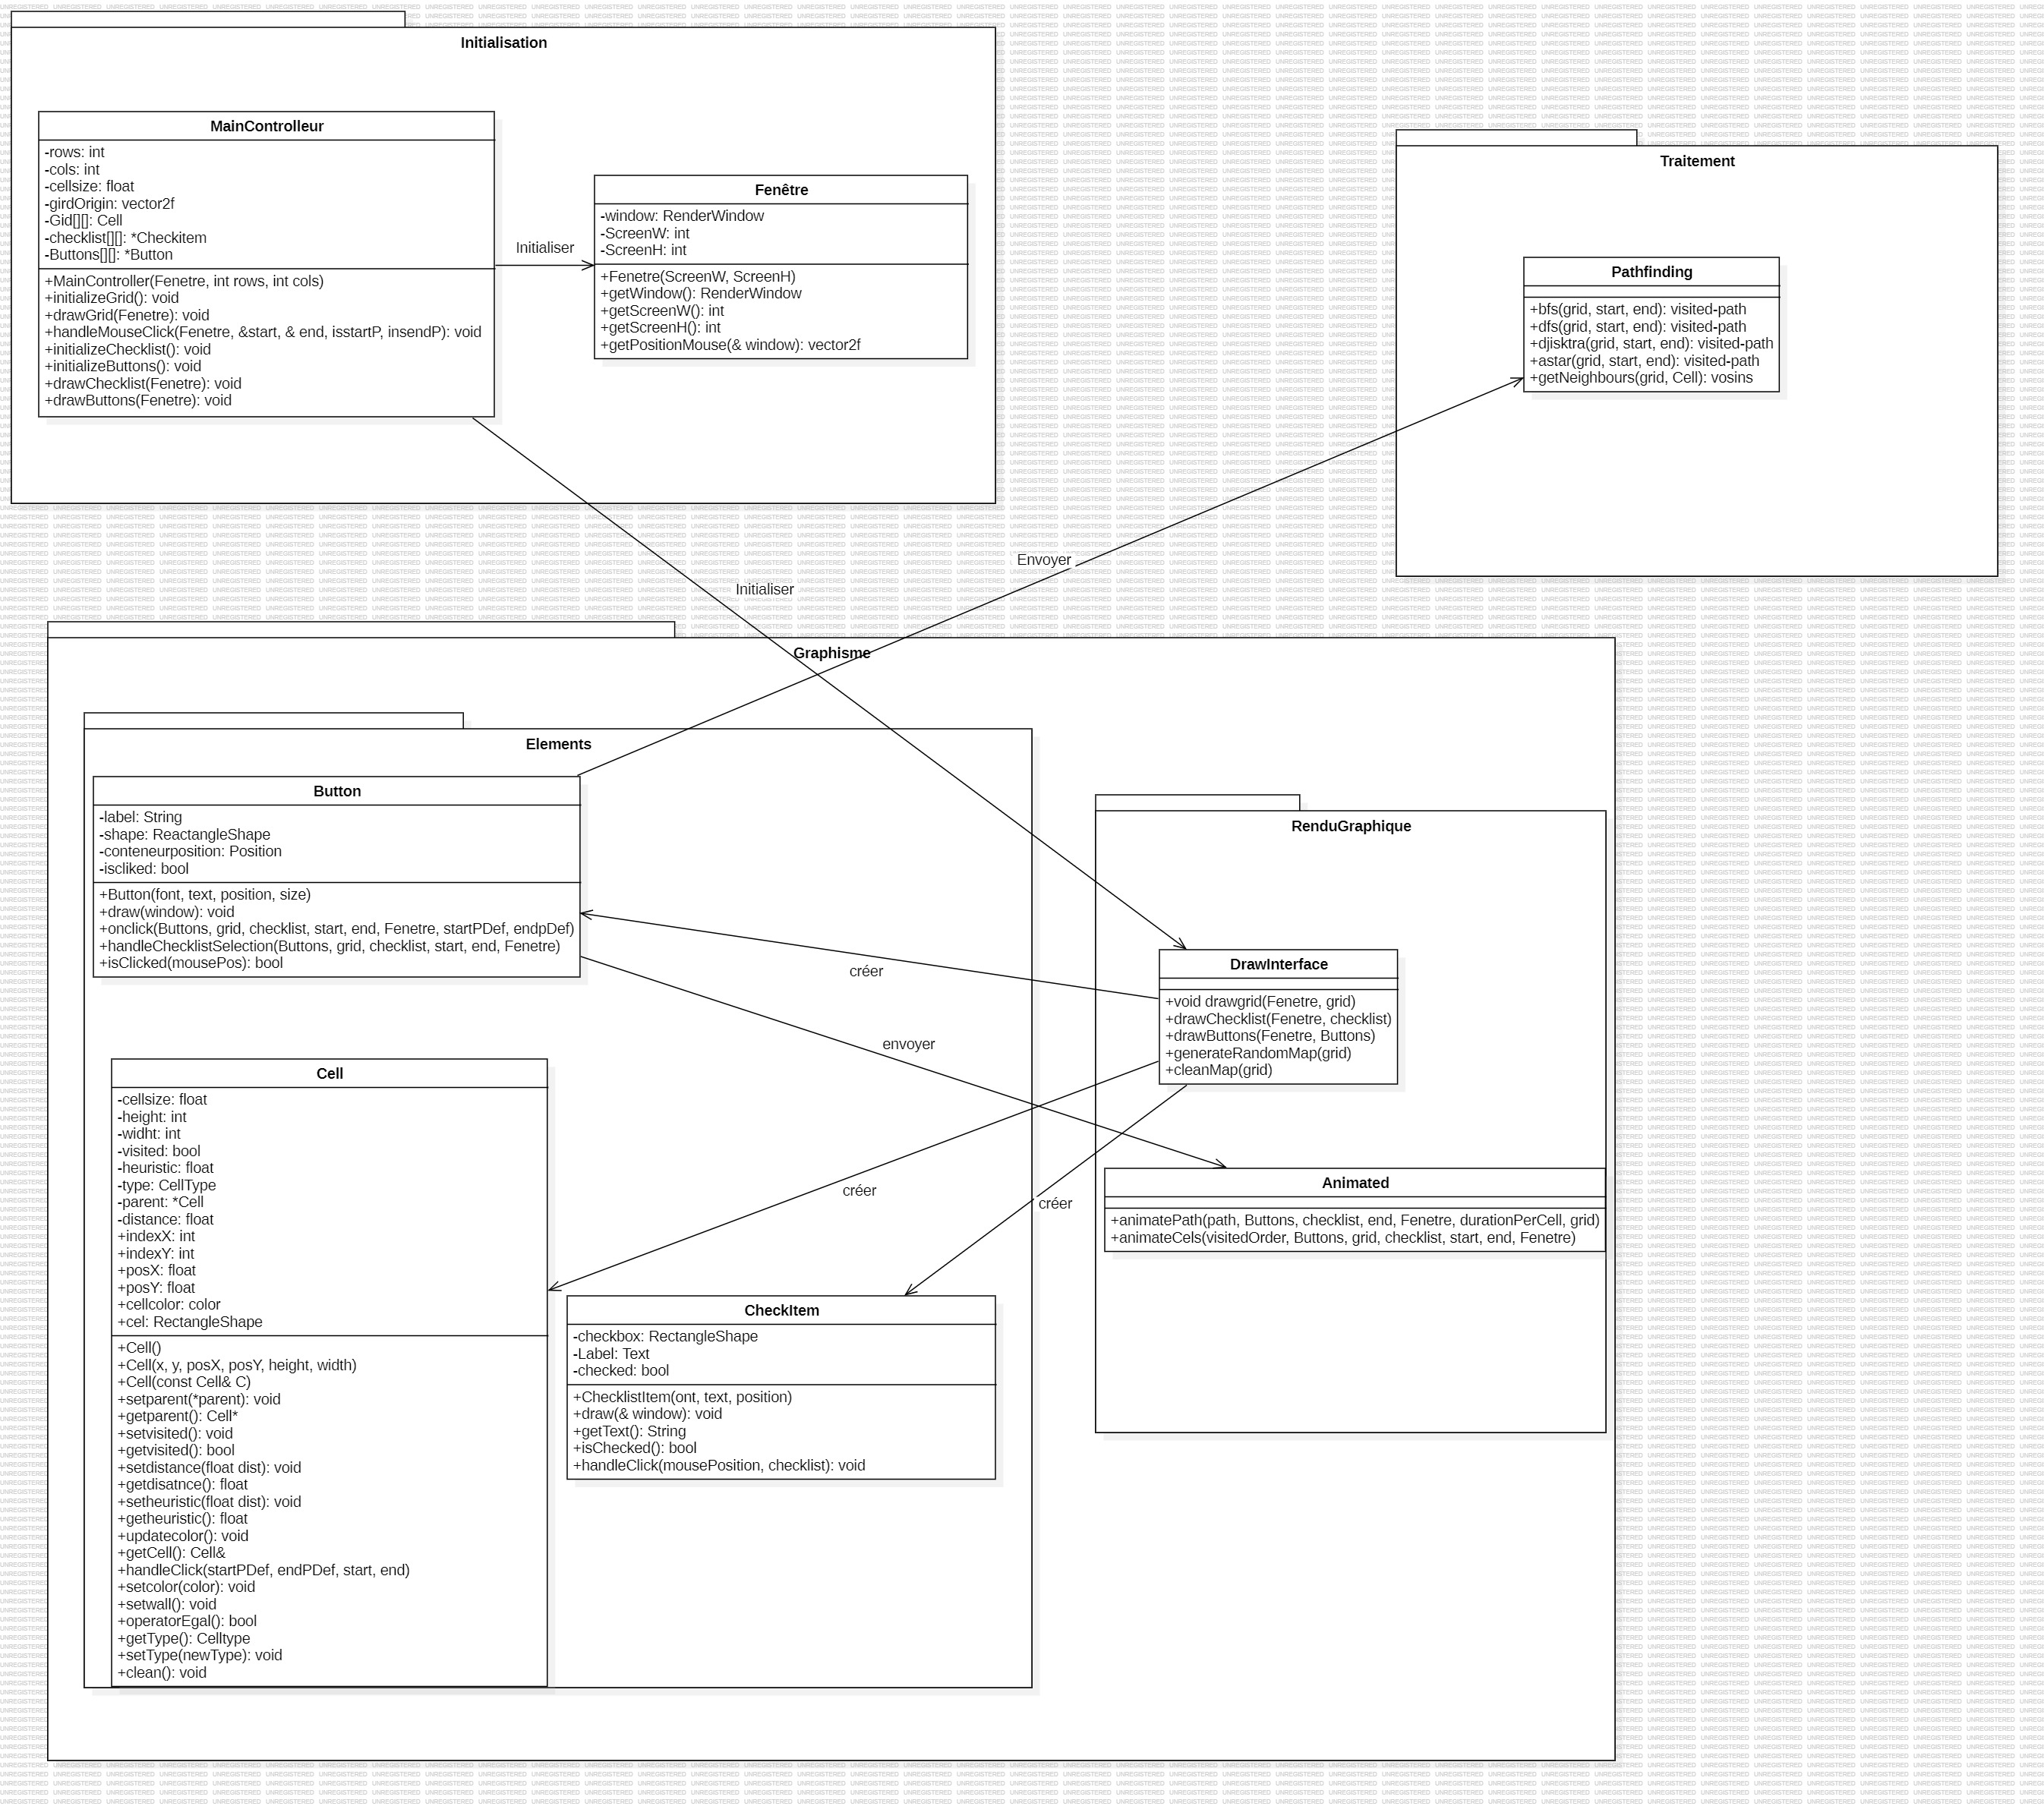 Initialisation
MainControlleur
-rows: int
-cols: int
-cellsize: float
-girdOrigin: vector2f
-Gid[][]: Cell
-checklist[][]: *Checkitem
-Buttons[][]: *Button
+MainController(Fenetre, int rows, int cols)
+initializeGrid(): void
+drawGrid(Fenetre): void
+handleMouseClick(Fenetre, &start, & end, isstartP, insendP): void
+initializeChecklist(): void
+initializeButtons(): void
+drawChecklist(Fenetre): void
+drawButtons(Fenetre): void
Initialiser
Fenêtre
-window: RenderWindow
-ScreenW: int
-ScreenH: int
+Fenetre(ScreenW, ScreenH)
+getWindow(): RenderWindow
+getScreenW(): int
+getScreenH(): int
+getPositionMouse(& window): vector2f
Traitement
Pathfinding
+bfs(grid, start, end): visited-path
+dfs(grid, start, end): visited-path
+djisktra(grid, start, end): visited-path
+astar(grid, start, end): visited-path
+getNeighbours(grid, Cell): vosins
Envoyer
Initialiser
Graphisme
Elements
Button
-label: String
-shape: ReactangleShape
-conteneurposition: Position
-iscliked: bool
+Button(font, text, position, size)
+draw(window): void
+onclick(Buttons, grid, checklist, start, end, Fenetre, startPDef, endpDef)
+handleChecklistSelection(Buttons, grid, checklist, start, end, Fenetre)
+isClicked(mousePos): bool
créer
envoyer
créer
créer
RenduGraphique
DrawInterface
+void drawgrid(Fenetre, grid)
+drawChecklist(Fenetre, checklist)
+drawButtons(Fenetre, Buttons)
+generateRandomMap(grid)
+cleanMap(grid)
Animated
+animatePath(path, Buttons, checklist, end, Fenetre, durationPerCell, grid)
+animateCels(visitedOrder, Buttons, grid, checklist, start, end, Fenetre)
Cell
-cellsize: float
-height: int
-widht: int
-visited: bool
-heuristic: float
-type: CellType
-parent: *Cell
-distance: float
+indexX: int
+indexY: int
+posX: float
+posY: float
+cellcolor: color
+cel: RectangleShape
+Cell()
+Cell(x, y, posX, posY, height, width)
+Cell(const Cell& C)
+setparent(*parent): void
+getparent(): Cell*
+setvisited(): void
+getvisited(): bool
+setdistance(float dist): void
+getdisatnce(): float
+setheuristic(float dist): void
+getheuristic(): float
+updatecolor(): void
+getCell(): Cell&
+handleClick(startPDef, endPDef, start, end)
+setcolor(color): void
+setwall(): void
+operatorEgal(): bool
+getType(): Celltype
+setType(newType): void
+clean(): void
CheckItem
-checkbox: RectangleShape
-Label: Text
-checked: bool
+ChecklistItem(ont, text, position)
+draw(& window): void
+getText(): String
+isChecked(): bool
+handleClick(mousePosition, checklist): void
UNREGISTERED